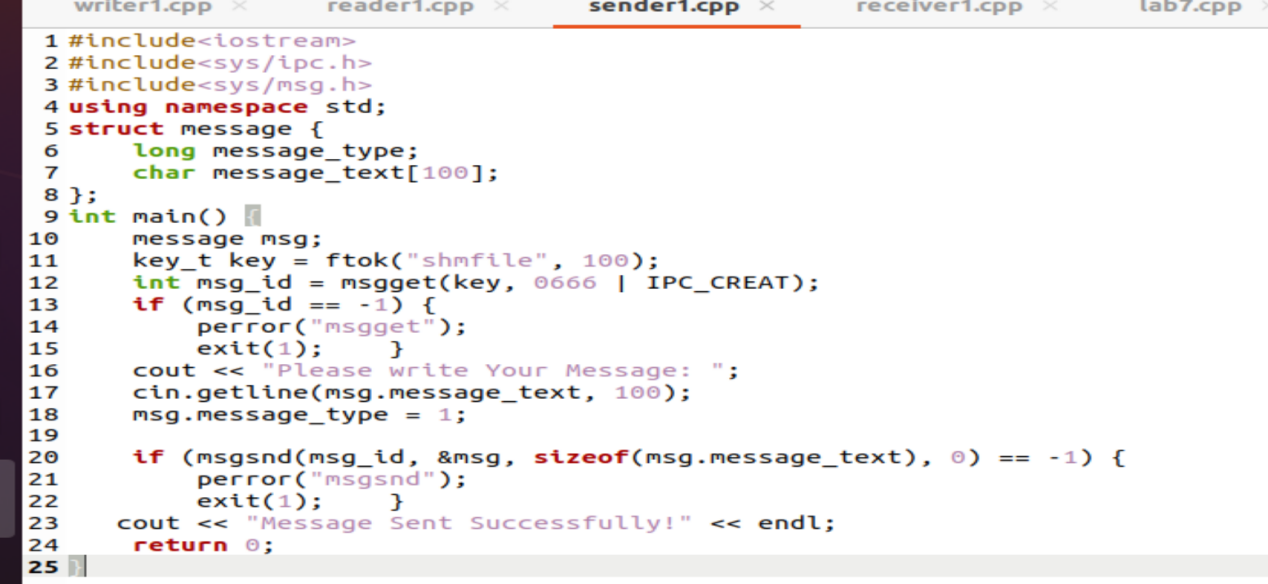 writer1.cpp × reader1.cpp × sender1.cpp × receiver1.cpp × lab7.cpp
1 #include<iostream>
2 #include<sys/ipc.h>
3 #include<sys/msg.h>
4 using namespace std;
5 struct message {
6     long message_type;
7     char message_text[100];
8 };
9 int main() {
10     message msg;
11     key_t key = ftok("shmfile", 100);
12     int msg_id = msgget(key, 0666 | IPC_CREAT);
13     if (msg_id == -1) {
14         perror("msgget");
15         exit(1);    }
16     cout << "Please write Your Message: ";
17     cin.getline(msg.message_text, 100);
18     msg.message_type = 1;
19
20     if (msgsnd(msg_id, &msg, sizeof(msg.message_text), 0) == -1) {
21         perror("msgsnd");
22         exit(1);    }
23    cout << "Message Sent Successfully!" << endl;
24     return 0;
25 }